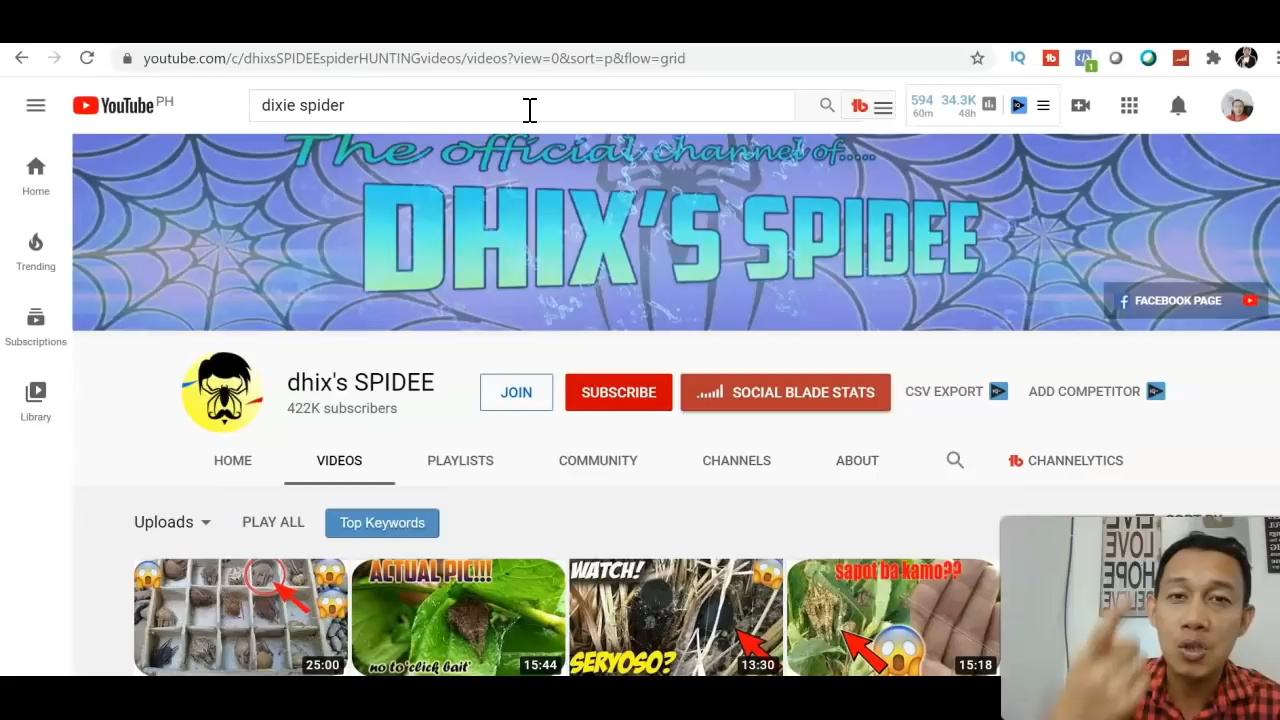 youtube.com/c/dhixsSPIDEEspiderHUNTINGvideos/videos?view=0&sort=p&flow=grid
IQ
1
YouTube PH
dixie spider
594 34.3K
60m 48h
The official channel of.....
DHIX'S SPIDEE
FACEBOOK PAGE
Home
Trending
Subscriptions
Library
dhix's SPIDEE
422K subscribers
JOIN
SUBSCRIBE
SOCIAL BLADE STATS
CSV EXPORT
ADD COMPETITOR
HOME
VIDEOS
PLAYLISTS
COMMUNITY
CHANNELS
ABOUT
CHANNELYTICS
Uploads
PLAY ALL
Top Keywords
25:00
ACTUAL PIC!!!
no to click bait
15:44
WATCH!
SERYOSO?
13:30
sapot ba kamo??
15:18
LIVE
LOVE
HOPE